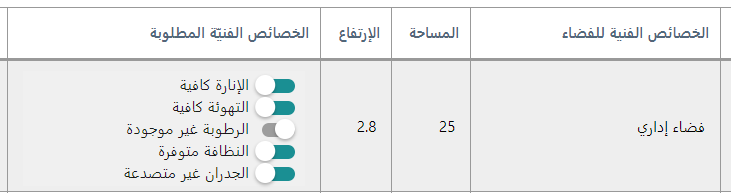 الخصائص الفنية للفضاء
المساحة
الإرتفاع
الخصائص الفنيّة المطلوبة
فضاء إداري
25
2.8
الإنارة كافية
التهوئة كافية
الرطوبة غير موجودة
النظافة متوفرة
الجدران غير متصدعة